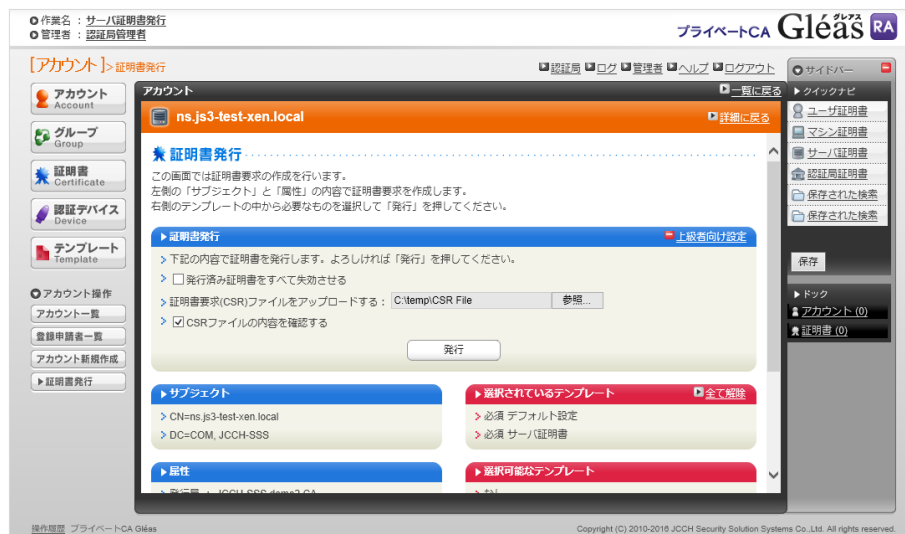 作業名 : サーバ証明書発行
管理者 : 認証局管理者
プライベートCA Gléas グレアス RA
[アカウント]>証明書発行
認証局 ログ 管理者 ヘルプ ログアウト
アカウント Account
グループ Group
証明書 Certificate
認証デバイス Device
テンプレート Template
アカウント操作
アカウント一覧
登録申請者一覧
アカウント新規作成
証明書発行
アカウント 一覧に戻る
ns.js3-test-xen.local 詳細に戻る
証明書発行
この画面では証明書要求の作成を行います。
左側の「サブジェクト」と「属性」の内容で証明書要求を作成します。
右側のテンプレートの中から必要なものを選択して「発行」を押してください。
証明書発行 上級者向け設定
下記の内容で証明書を発行します。よろしければ「発行」を押してください。
発行済み証明書をすべて失効させる
証明書要求(CSR)ファイルをアップロードする： C:\temp\CSR File 参照...
CSRファイルの内容を確認する
発行
サブジェクト
CN=ns.js3-test-xen.local
DC=COM, JCCH-SSS
選択されているテンプレート 全て解除
必須 デフォルト設定
必須 サーバ証明書
属性
発行局 : JCCH-SSS demo2 CA
選択可能なテンプレート
なし
サイドバー
クイックナビ
ユーザ証明書
マシン証明書
サーバ証明書
認証局証明書
保存された検索
保存された検索
保存
ドック
アカウント (0)
証明書 (0)
操作履歴 プライベートCA Gléas
Copyright (C) 2010-2016 JCCH Security Solution Systems Co.,Ltd. All rights reserved.